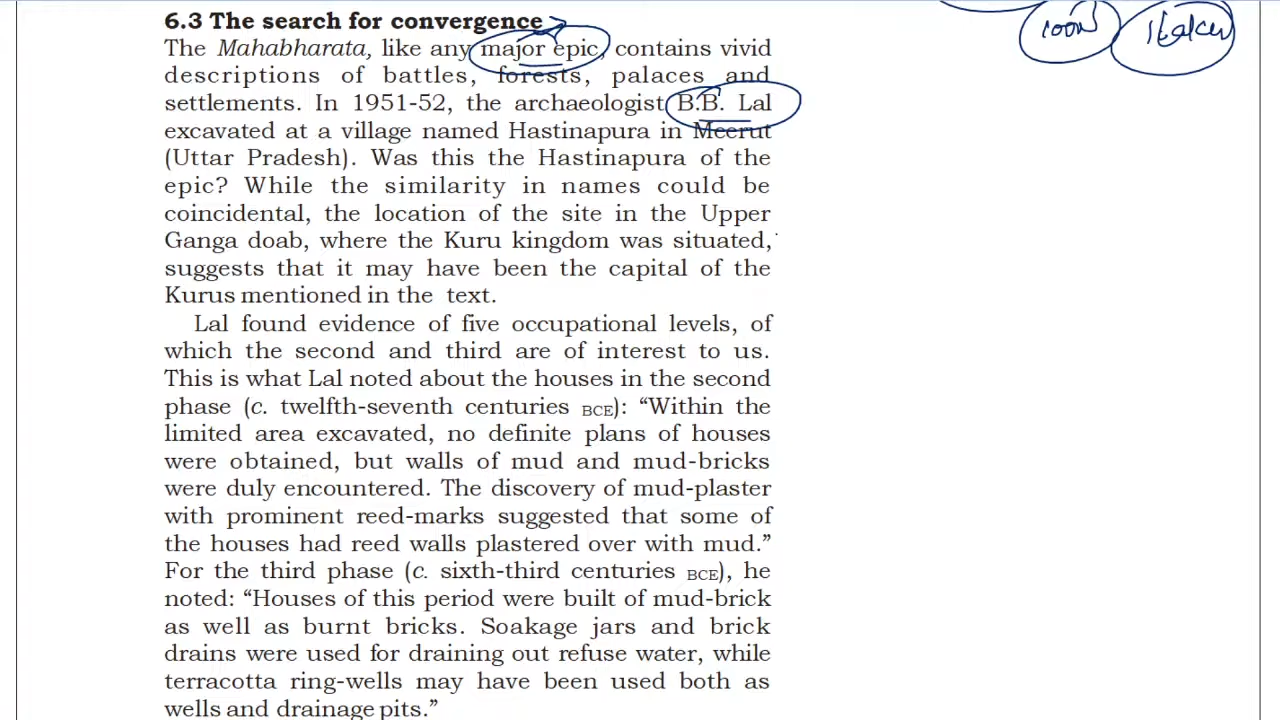 6.3 The search for convergence
The Mahabharata, like any major epic, contains vivid
descriptions of battles, forests, palaces and
settlements. In 1951-52, the archaeologist B.B. Lal
excavated at a village named Hastinapura in Meerut
(Uttar Pradesh). Was this the Hastinapura of the
epic? While the similarity in names could be
coincidental, the location of the site in the Upper
Ganga doab, where the Kuru kingdom was situated,
suggests that it may have been the capital of the
Kurus mentioned in the text.
Lal found evidence of five occupational levels, of
which the second and third are of interest to us.
This is what Lal noted about the houses in the second
phase (c. twelfth-seventh centuries BCE): “Within the
limited area excavated, no definite plans of houses
were obtained, but walls of mud and mud-bricks
were duly encountered. The discovery of mud-plaster
with prominent reed-marks suggested that some of
the houses had reed walls plastered over with mud.”
For the third phase (c. sixth-third centuries BCE), he
noted: “Houses of this period were built of mud-brick
as well as burnt bricks. Soakage jars and brick
drains were used for draining out refuse water, while
terracotta ring-wells may have been used both as
wells and drainage pits.”